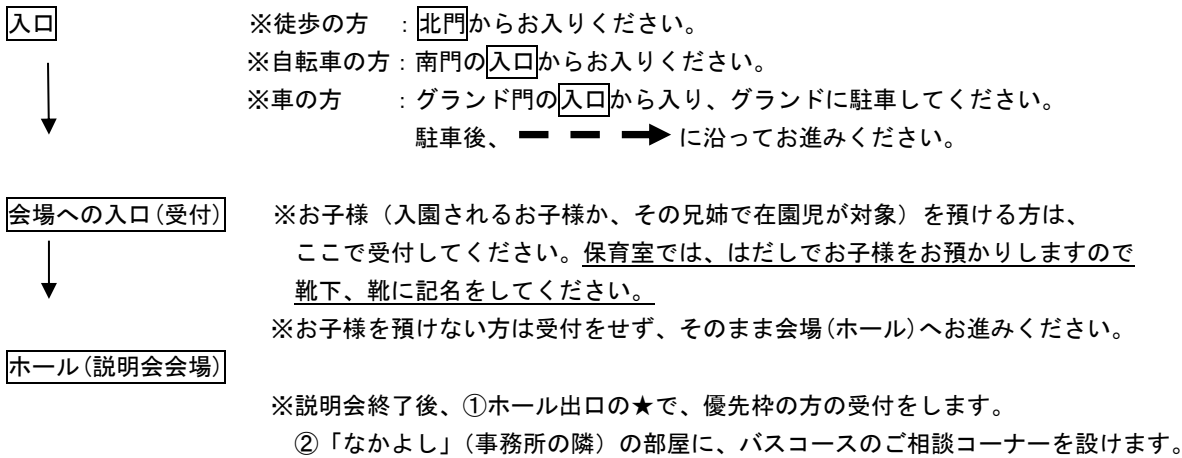 入口 ※徒歩の方 : 北門からお入りください。
※自転車の方 : 南門の入口からお入りください。
※車の方 : グランド門の入口から入り、グランドに駐車してください。
駐車後、 に沿ってお進みください。
会場への入口(受付) ※お子様（入園されるお子様か、その兄姉で在園児が対象）を預ける方は、
ここで受付してください。保育室では、はだしでお子様をお預かりしますので
靴下、靴に記名をしてください。
※お子様を預けない方は受付をせず、そのまま会場(ホール)へお進みください。
ホール(説明会会場)
※説明会終了後、①ホール出口の★で、優先枠の方の受付をします。
②「なかよし」（事務所の隣）の部屋に、バスコースのご相談コーナーを設けます。